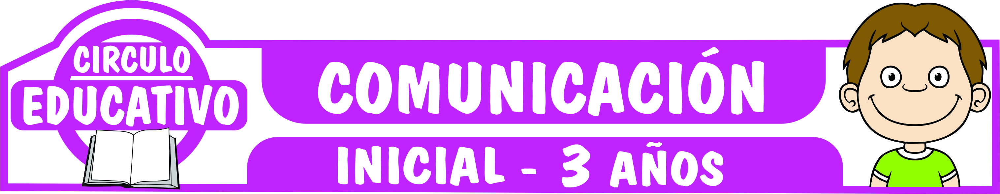 CIRCULO
EDUCATIVO
COMUNICACIÓN
INICIAL - 3 AÑOS